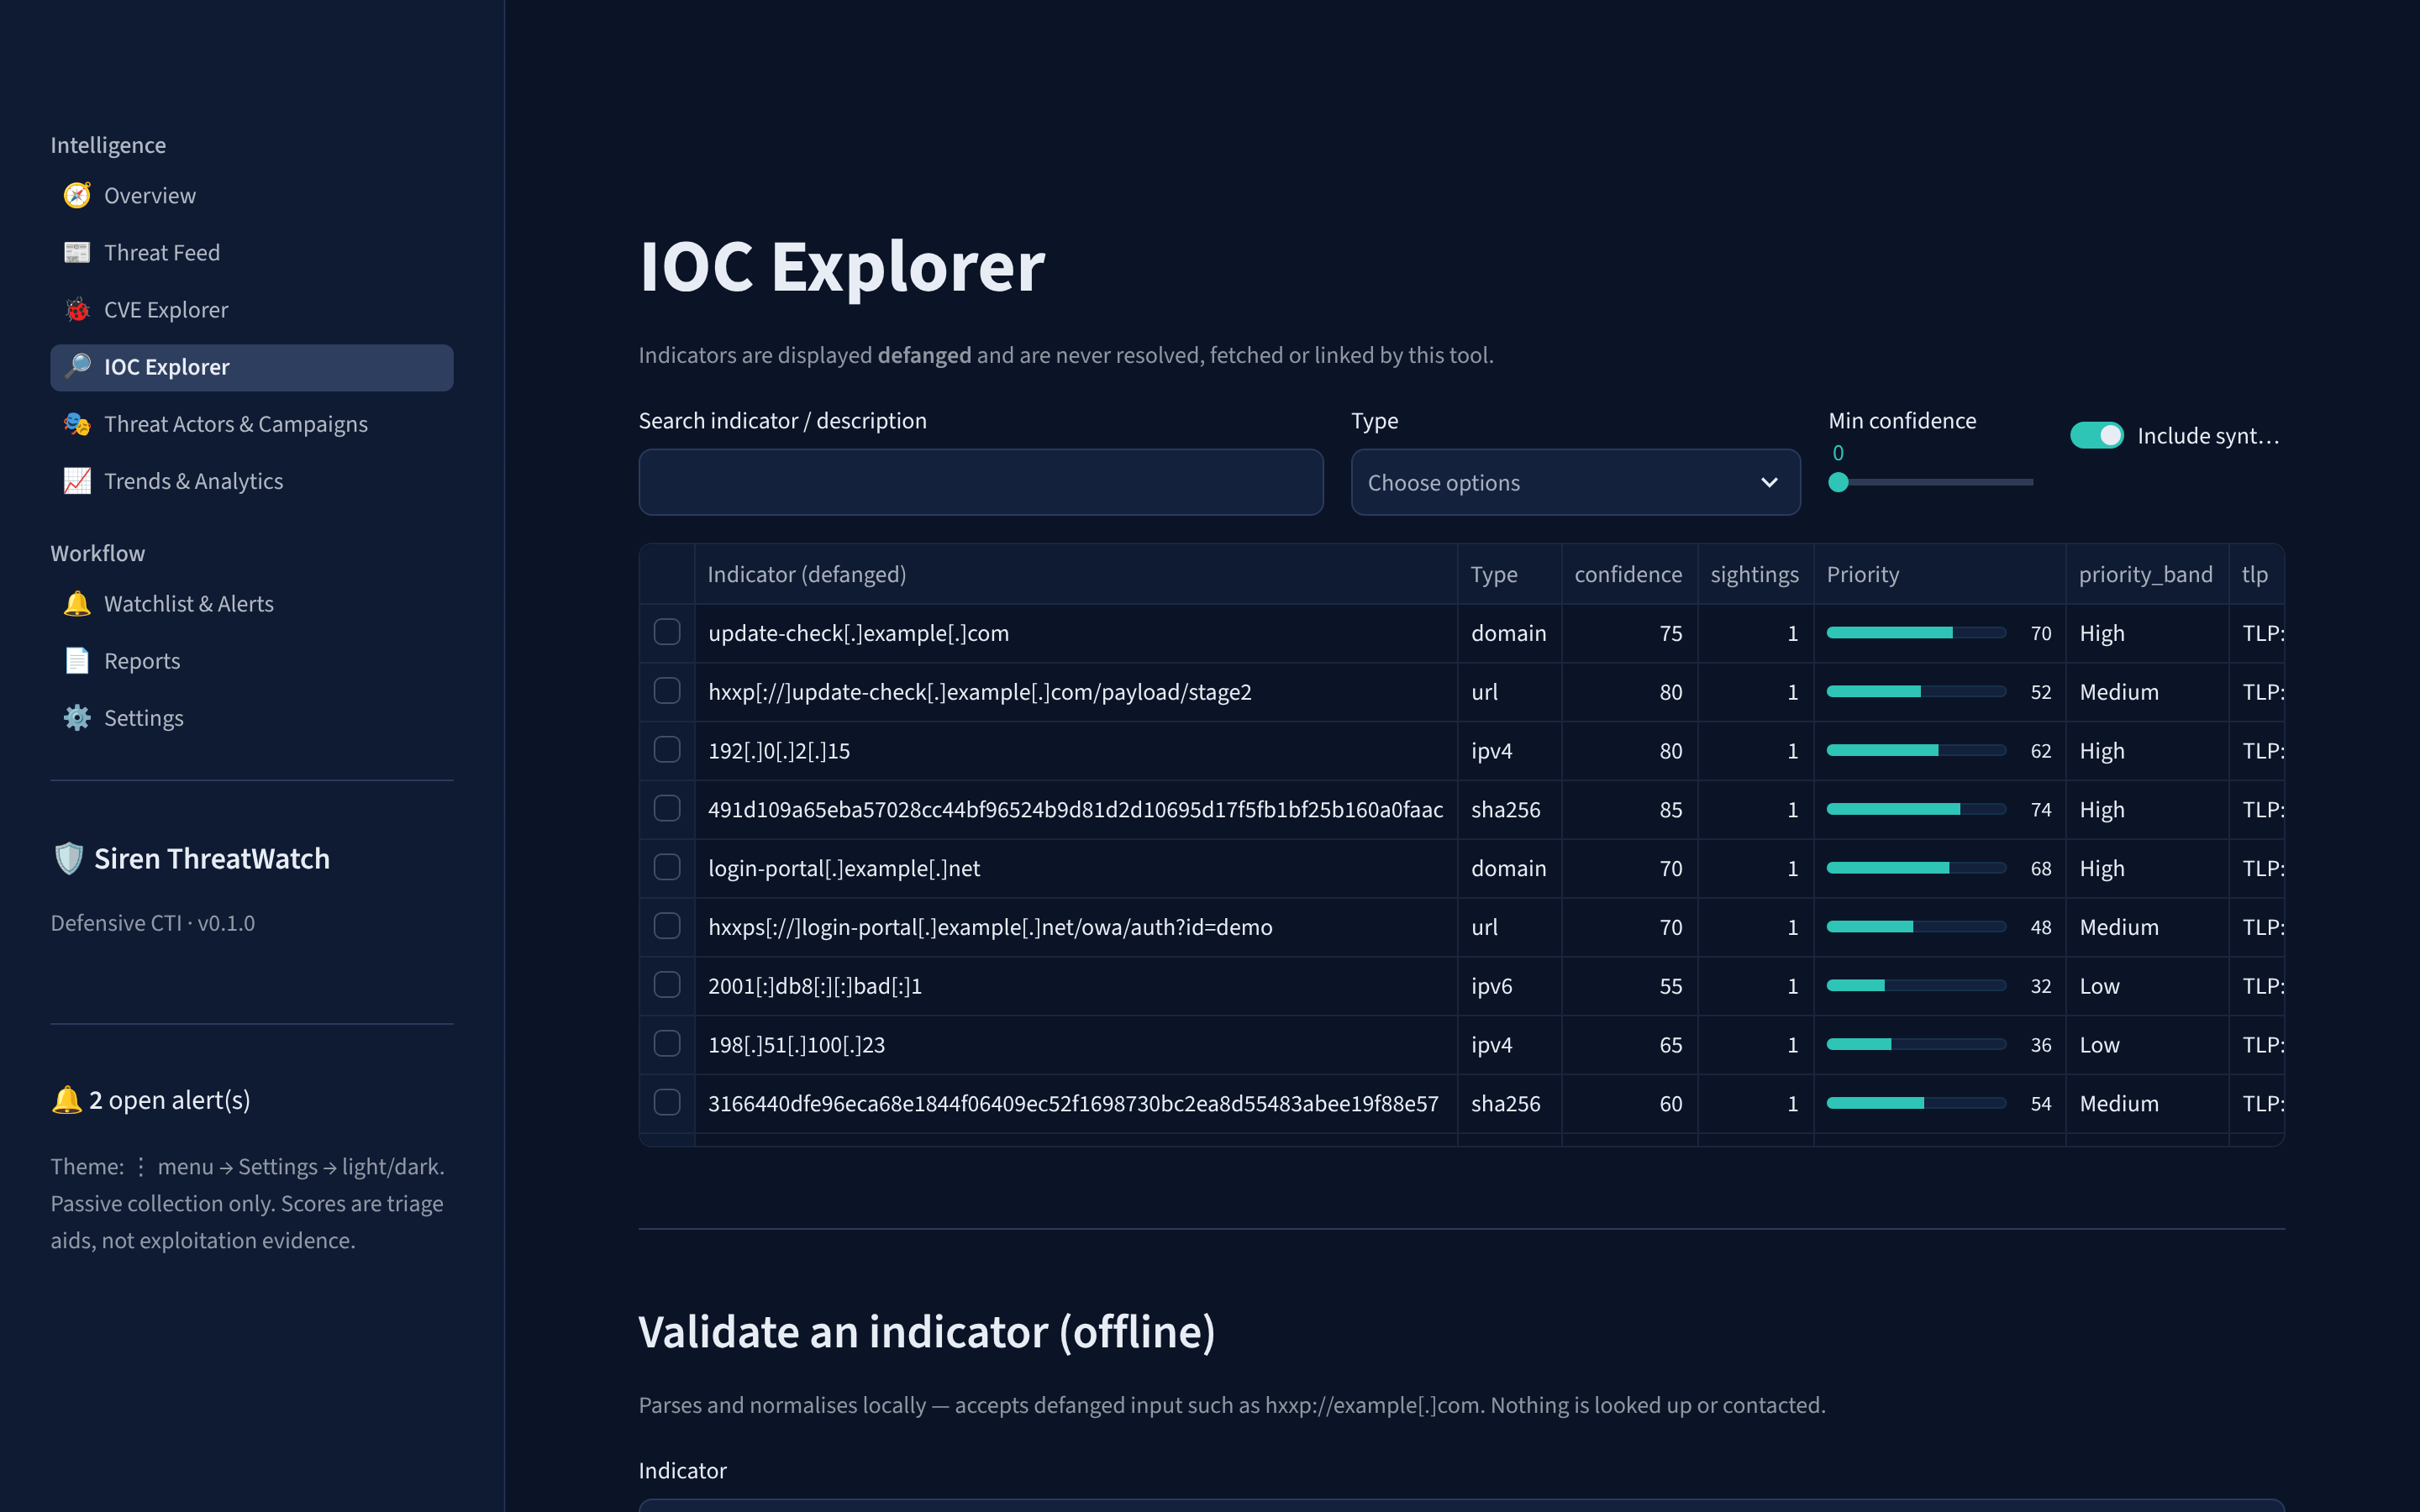 Intelligence
Overview
Threat Feed
CVE Explorer
IOC Explorer
Threat Actors & Campaigns
Trends & Analytics
Workflow
Watchlist & Alerts
Reports
Settings
Siren ThreatWatch
Defensive CTI · v0.1.0
2 open alert(s)
Theme: ⋮ menu → Settings → light/dark.
Passive collection only. Scores are triage
aids, not exploitation evidence.
IOC Explorer
Indicators are displayed defanged and are never resolved, fetched or linked by this tool.
Search indicator / description
Type
Choose options
Min confidence
0
Include synt…
Indicator (defanged) Type confidence sightings Priority priority_band tlp
update-check[.]example[.]com domain 75 1 70 High TLP:
hxxp[://]update-check[.]example[.]com/payload/stage2 url 80 1 52 Medium TLP:
192[.]0[.]2[.]15 ipv4 80 1 62 High TLP:
491d109a65eba57028cc44bf96524b9d81d2d10695d17f5fb1bf25b160a0faac sha256 85 1 74 High TLP:
login-portal[.]example[.]net domain 70 1 68 High TLP:
hxxps[://]login-portal[.]example[.]net/owa/auth?id=demo url 70 1 48 Medium TLP:
2001[:]db8[:][:]bad[:]1 ipv6 55 1 32 Low TLP:
198[.]51[.]100[.]23 ipv4 65 1 36 Low TLP:
3166440dfe96eca68e1844f06409ec52f1698730bc2ea8d55483abee19f88e57 sha256 60 1 54 Medium TLP:
Validate an indicator (offline)
Parses and normalises locally — accepts defanged input such as hxxp://example[.]com. Nothing is looked up or contacted.
Indicator